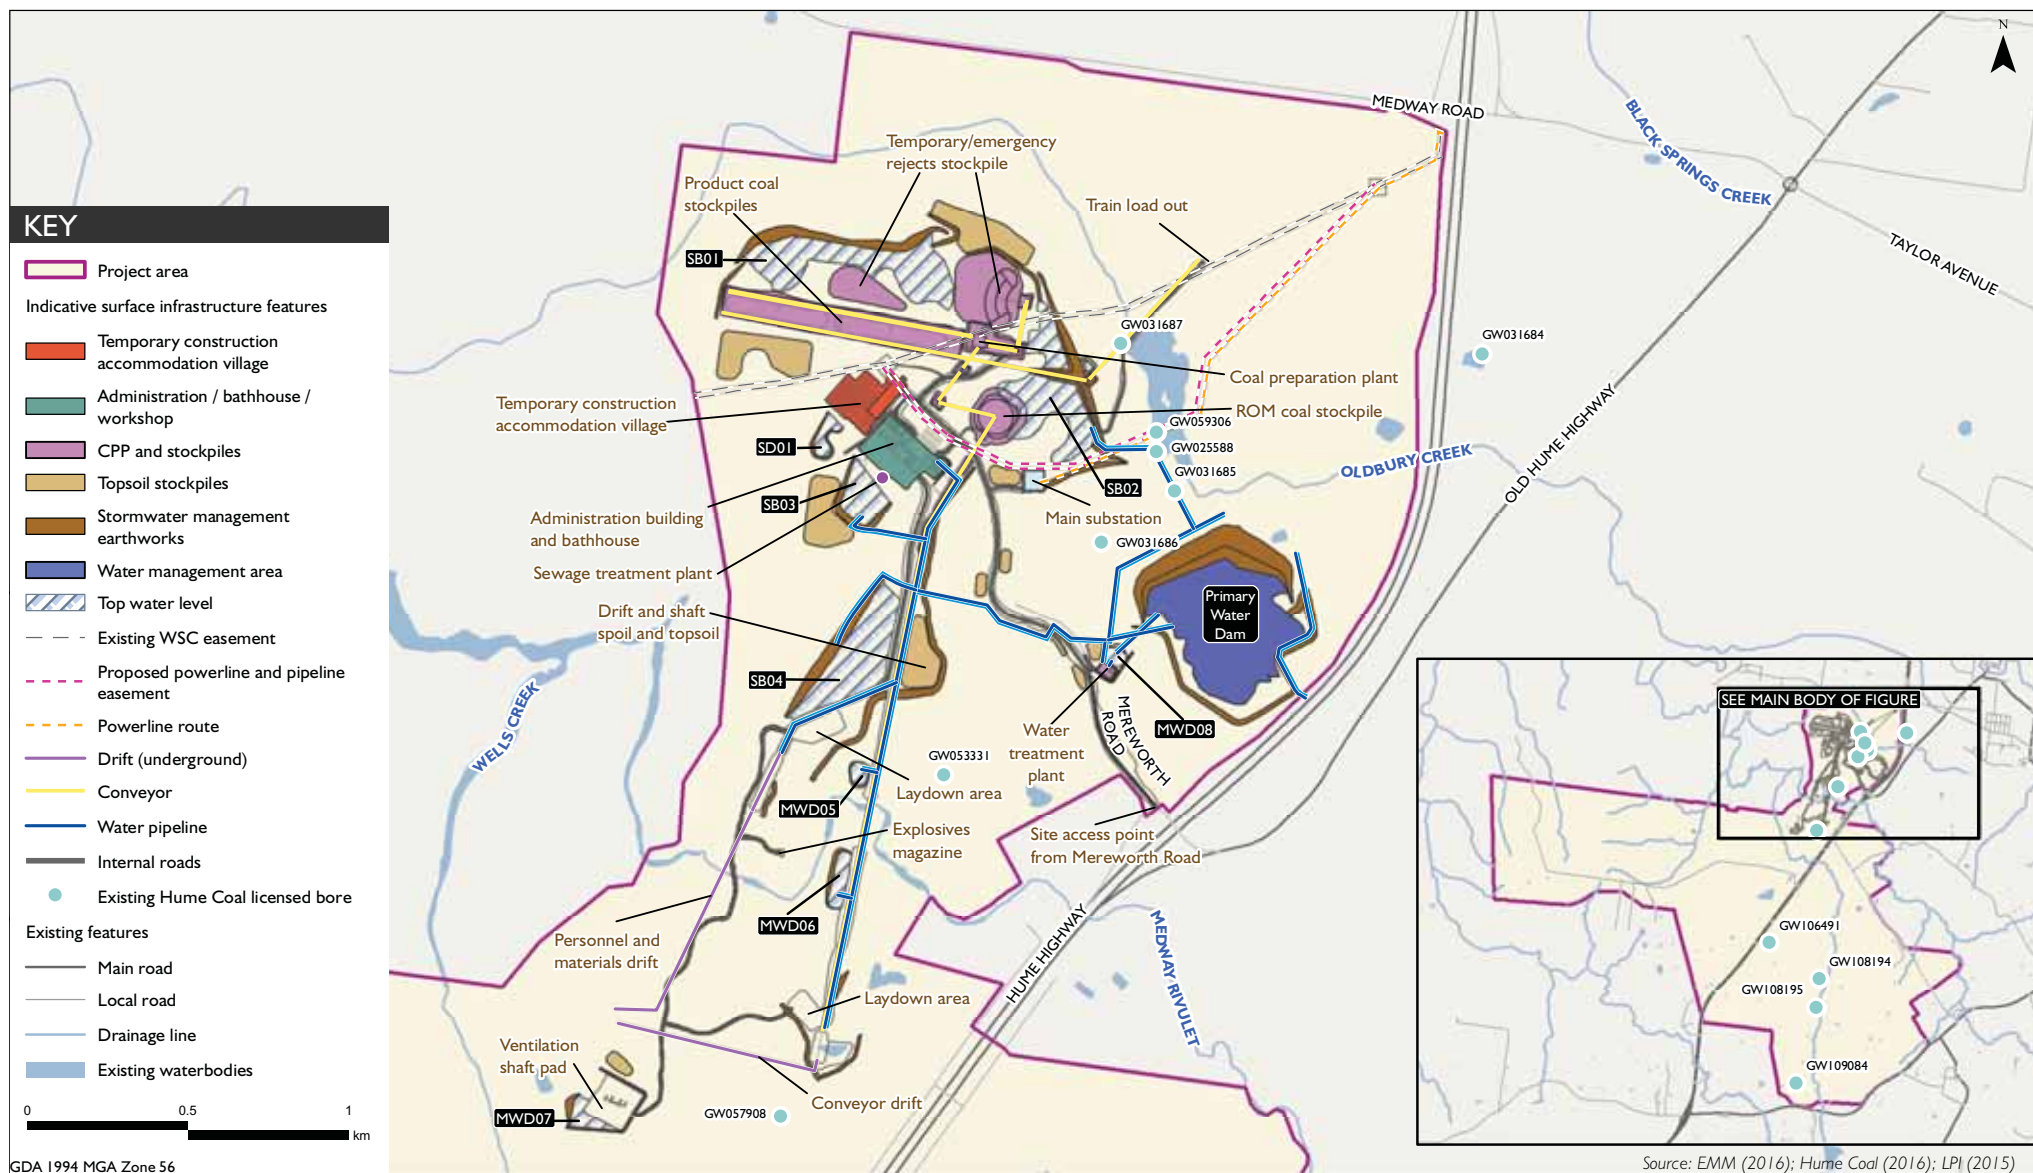 KEY
Project area
Indicative surface infrastructure features
Temporary construction
accommodation village
Administration / bathhouse /
workshop
CPP and stockpiles
Topsoil stockpiles
Stormwater management
earthworks
Water management area
Top water level
Existing WSC easement
Proposed powerline and pipeline
easement
Powerline route
Drift (underground)
Conveyor
Water pipeline
Internal roads
Existing Hume Coal licensed bore
Existing features
Main road
Local road
Drainage line
Existing waterbodies
0 0.5 1
km
GDA 1994 MGA Zone 56
N
MEDWAY ROAD
BLACK SPRINGS CREEK
TAYLOR AVENUE
Temporary/emergency
rejects stockpile
Product coal
stockpiles
Train load out
SB01
GW031687
GW031684
Coal preparation plant
ROM coal stockpile
Temporary construction
accommodation village
GW059306
GW025588
SD01
GW031685
OLDBURY CREEK
OLD HUME HIGHWAY
SB02
SB03
Administration building
and bathhouse
Main substation
GW031686
Sewage treatment plant
Primary
Water
Dam
Drift and shaft
spoil and topsoil
SB04
WELLS CREEK
MEREWORTH
ROAD
MWD08
Water
treatment
plant
GW053331
Laydown area
MWD05
Explosives
magazine
Site access point
from Mereworth Road
MWD06
Personnel and
materials drift
HUME HIGHWAY
MEDWAY RIVULET
Laydown area
Ventilation
shaft pad
MWD07
Conveyor drift
GW057908
SEE MAIN BODY OF FIGURE
GW106491
GW108194
GW108195
GW109084
Source: EMM (2016); Hume Coal (2016); LPI (2015)